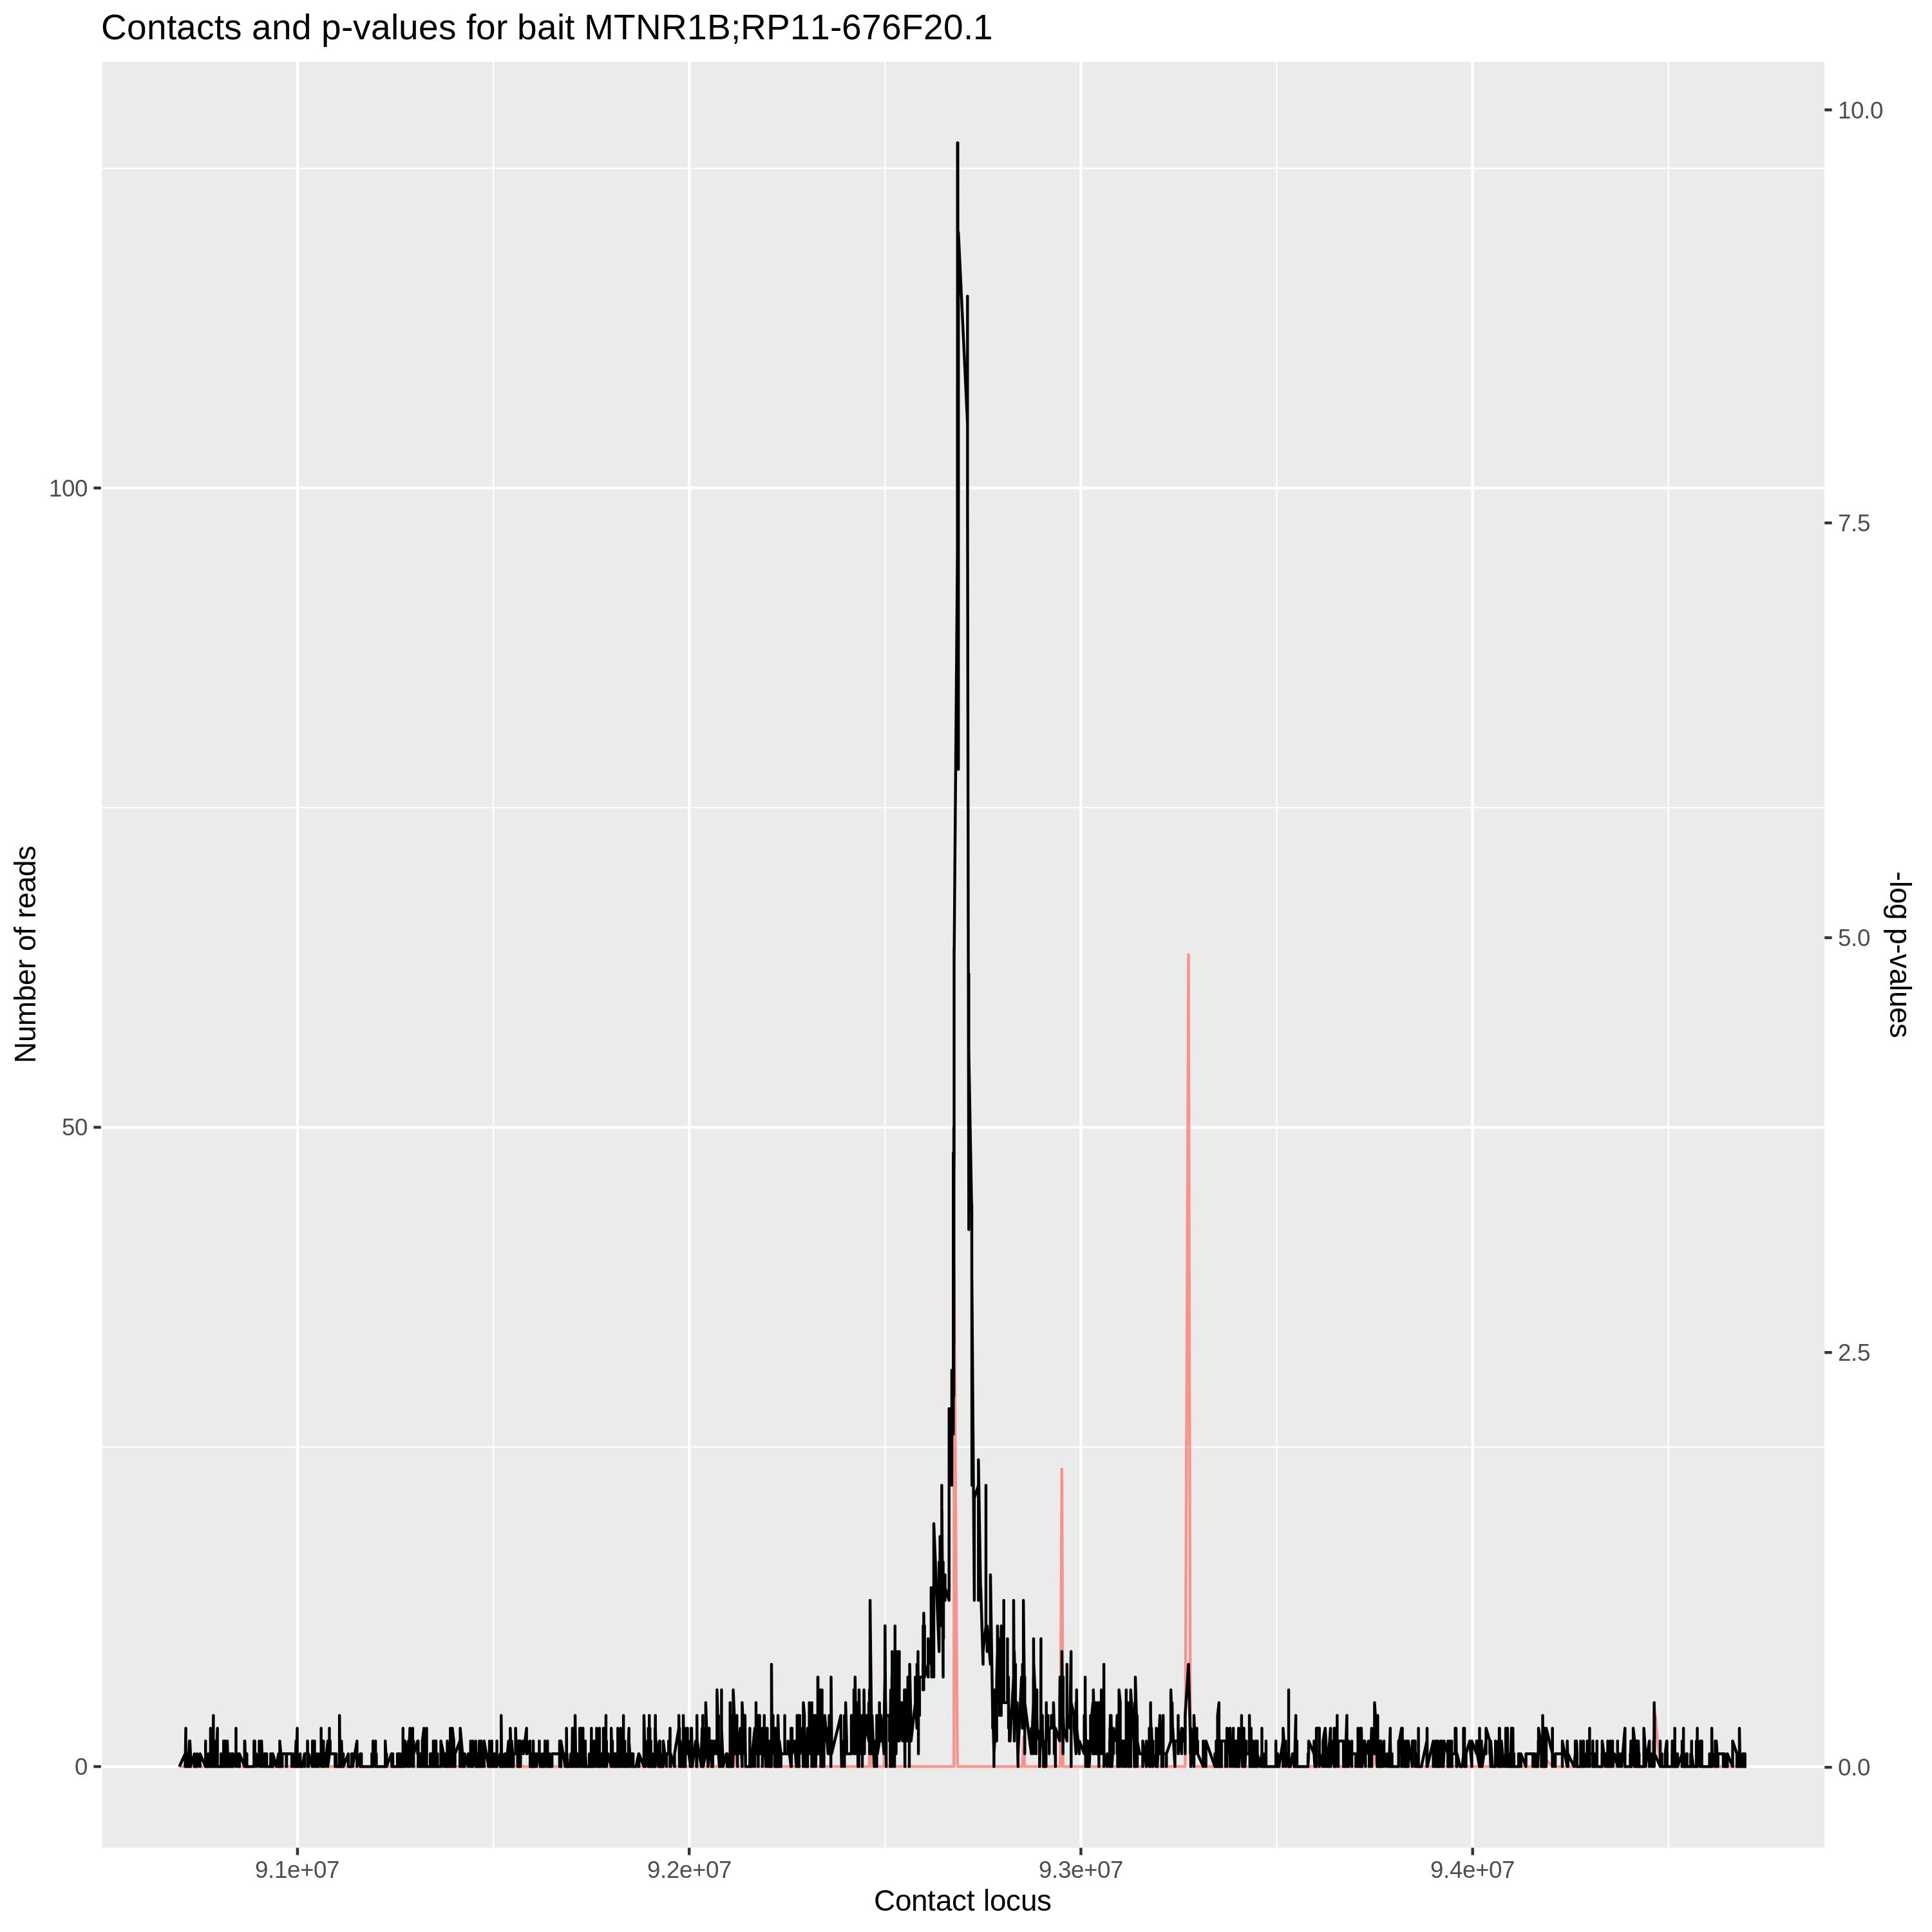 Contacts and p-values for bait MTNR1B;RP11-676F20.1
Number of reads
100
50
0
10.0
7.5
5.0
2.5
0.0
-log p-values
9.1e+07
9.2e+07
9.3e+07
9.4e+07
Contact locus